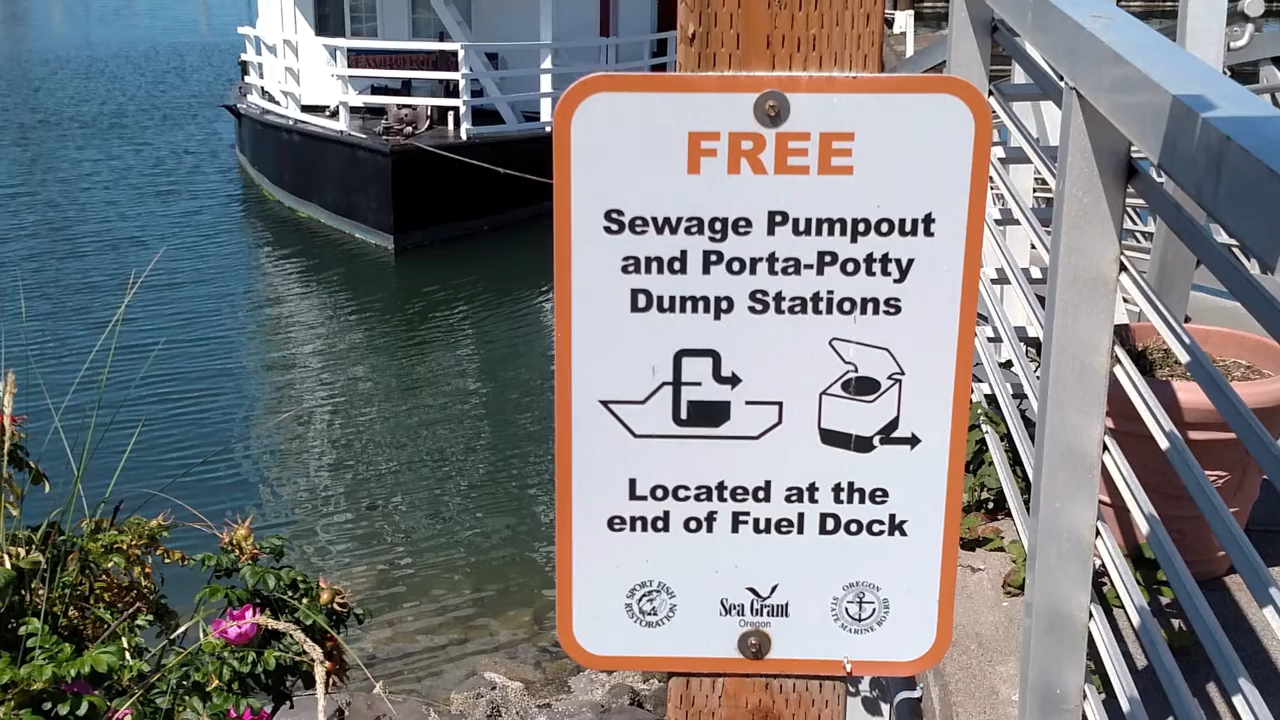 FREE
Sewage Pumpout
and Porta-Potty
Dump Stations
Located at the
end of Fuel Dock
SPORT FISH
RESTORATION
Sea Grant
Oregon
OREGON
STATE MARINE BOARD